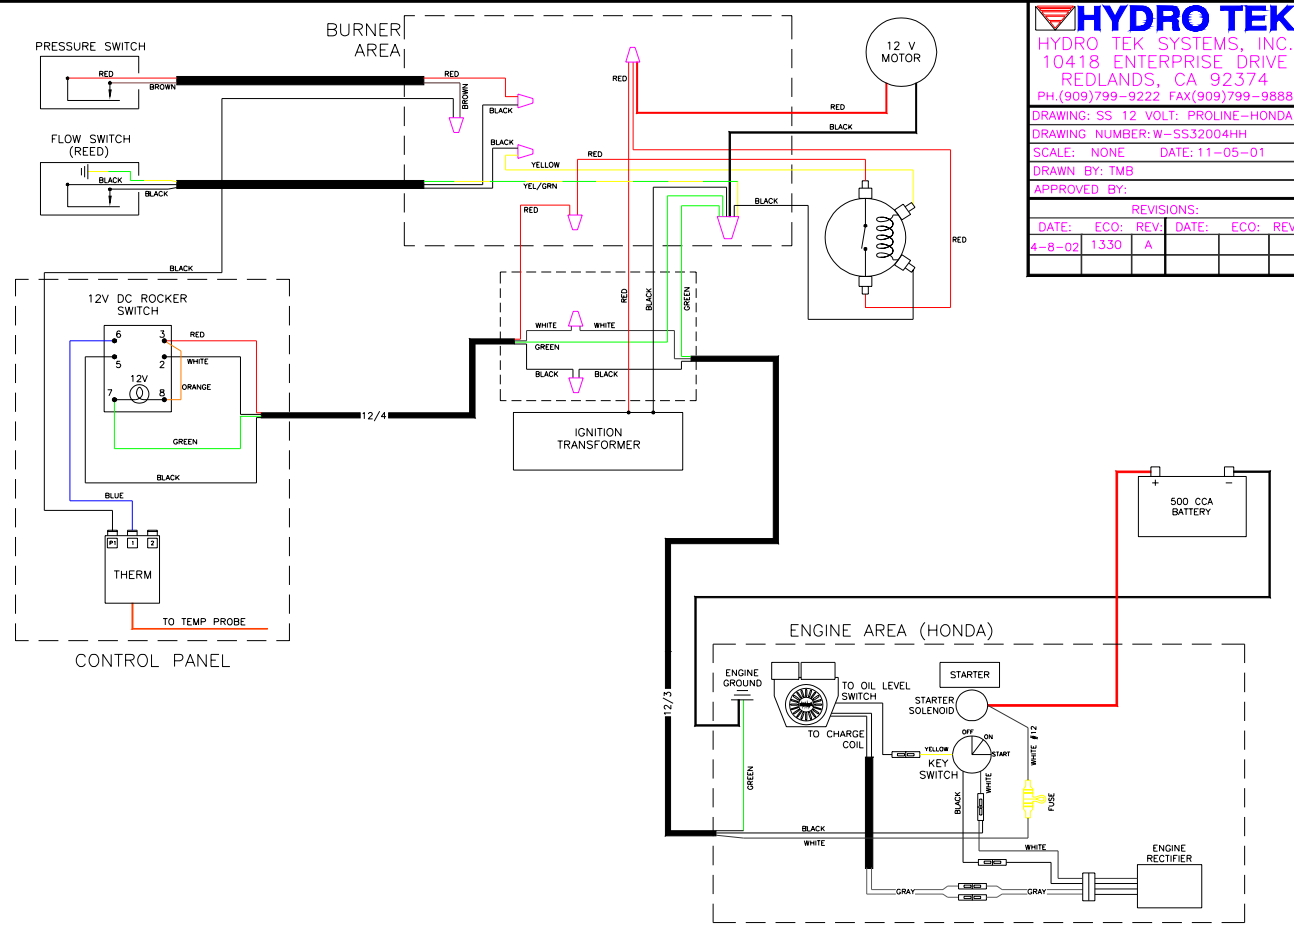 HYDRO TEK
HYDRO TEK SYSTEMS, INC.
10418 ENTERPRISE DRIVE
REDLANDS, CA 92374
PH.(909)799-9222 FAX(909)799-9888
DRAWING: SS 12 VOLT: PROLINE-HONDA
DRAWING NUMBER: W-SS32004HH
SCALE: NONE DATE: 11-05-01
DRAWN BY: TMB
APPROVED BY:
REVISIONS:
DATE: ECO: REV: DATE: ECO: REV
4-8-02 1330 A
BURNER
AREA
PRESSURE SWITCH
RED
BROWN
RED
BROWN
BLACK
FLOW SWITCH
(REED)
BLACK
BLACK
BLACK
YELLOW
YEL/GRN
RED
RED
RED
BLACK
12 V
MOTOR
RED
BLACK
RED
BLACK
12V DC ROCKER
SWITCH
6 3
RED
5 2
WHITE
12V
7 8
ORANGE
GREEN
BLACK
BLUE
P1 1 2
THERM
TO TEMP PROBE
CONTROL PANEL
12/4
RED
BLACK
GREEN
WHITE WHITE
GREEN
BLACK BLACK
IGNITION
TRANSFORMER
12/3
+ -
500 CCA
BATTERY
ENGINE AREA (HONDA)
ENGINE
GROUND
TO OIL LEVEL
SWITCH
TO CHARGE
COIL
STARTER
STARTER
SOLENOID
OFF
ON
START
YELLOW
KEY
SWITCH
WHITE #12
FUSE
GREEN
BLACK
WHITE
BLACK
WHITE
WHITE
ENGINE
RECTIFIER
GRAY
GRAY